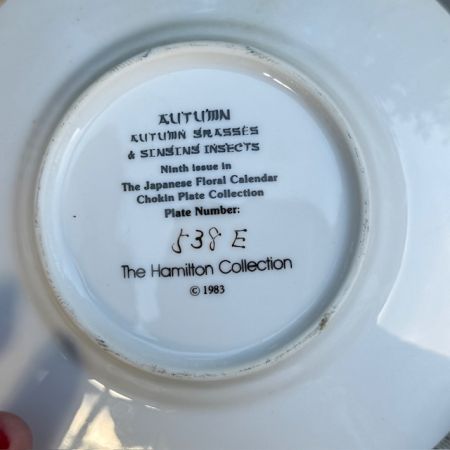 AUTUMN
AUTUMN GRASSES
& SINGING INSECTS
Ninth issue in
The Japanese Floral Calendar
Chokin Plate Collection
Plate Number:
538 E
The Hamilton Collection
© 1983